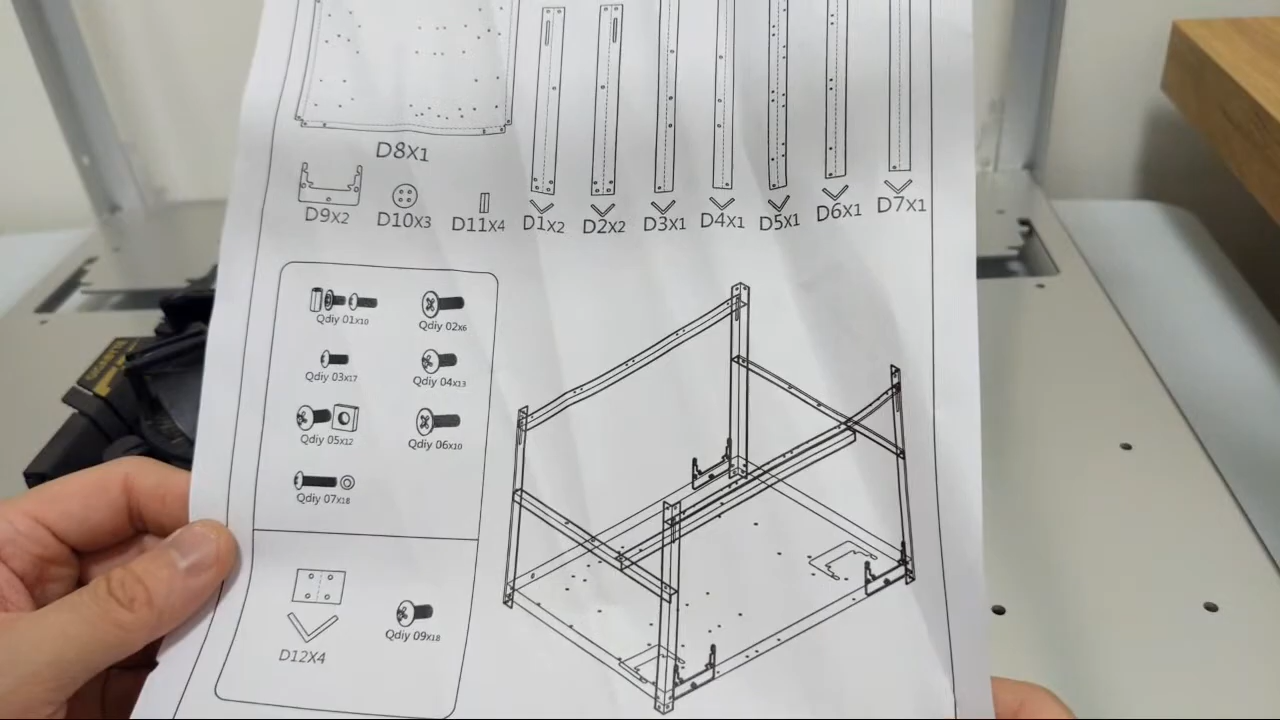 D8X1
D9X2
D10X3
D11X4
D1X2
D2X2
D3X1
D4X1
D5X1
D6X1
D7X1
Qdiy 01X10
Qdiy 02X6
Qdiy 03X17
Qdiy 04X13
Qdiy 05X12
Qdiy 06X10
Qdiy 07X18
D12X4
Qdiy 09X18